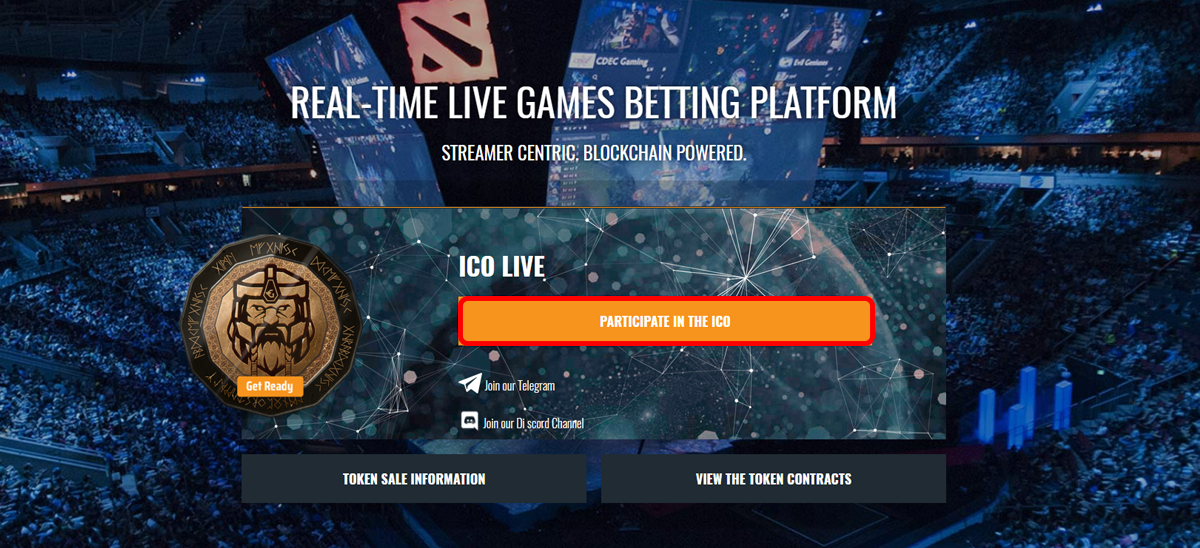 CDEC Gaming
Evil Geniuses
REAL-TIME LIVE GAMES BETTING PLATFORM
STREAMER CENTRIC, BLOCKCHAIN POWERED.
ICO LIVE
PARTICIPATE IN THE ICO
Get Ready
Join our Telegram
Join our Di scord Channel
TOKEN SALE INFORMATION
VIEW THE TOKEN CONTRACTS